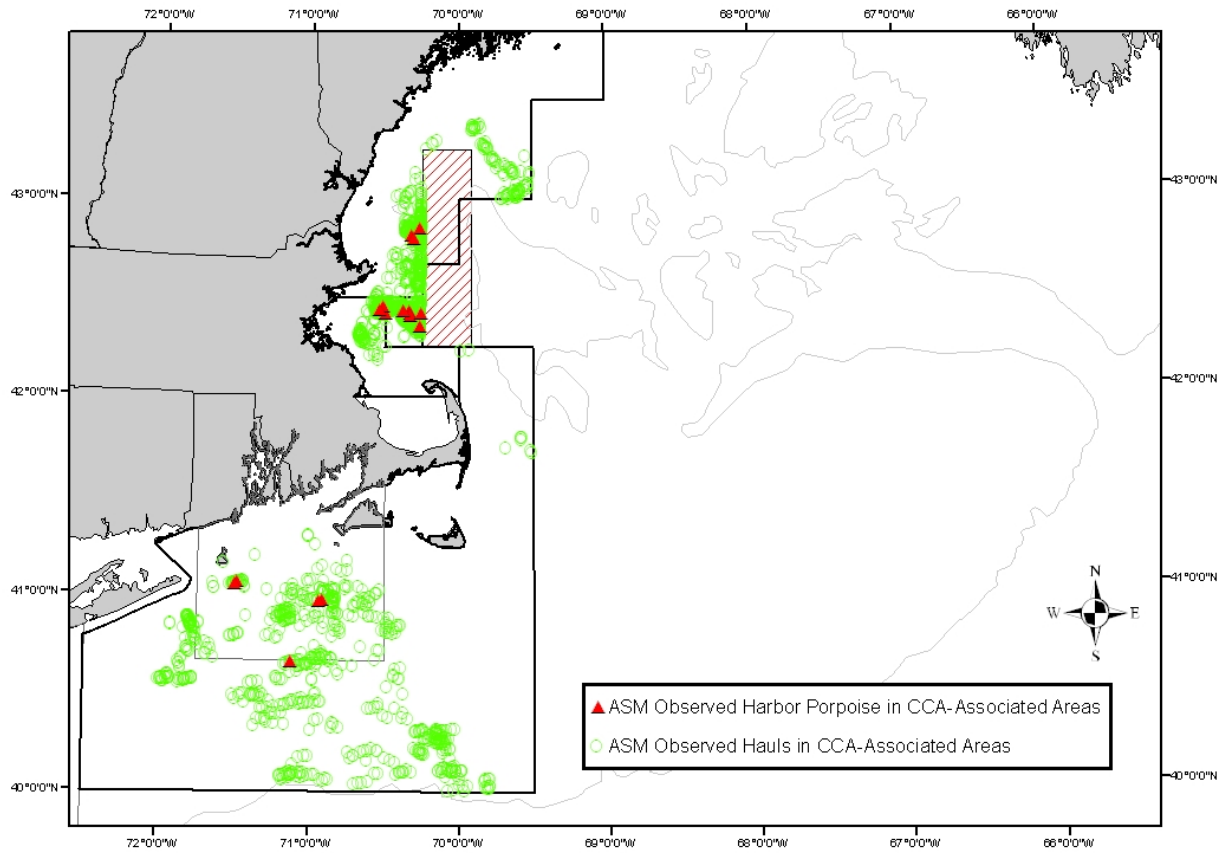 72°0'0"W 71°0'0"W 70°0'0"W 69°0'0"W 68°0'0"W 67°0'0"W 66°0'0"W
43°0'0"N 43°0'0"N
42°0'0"N 42°0'0"N
41°0'0"N 41°0'0"N
N
W E
S
ASM Observed Harbor Porpoise in CCA-Associated Areas
ASM Observed Hauls in CCA-Associated Areas
40°0'0"N 40°0'0"N
72°0'0"W 71°0'0"W 70°0'0"W 69°0'0"W 68°0'0"W 67°0'0"W 66°0'0"W